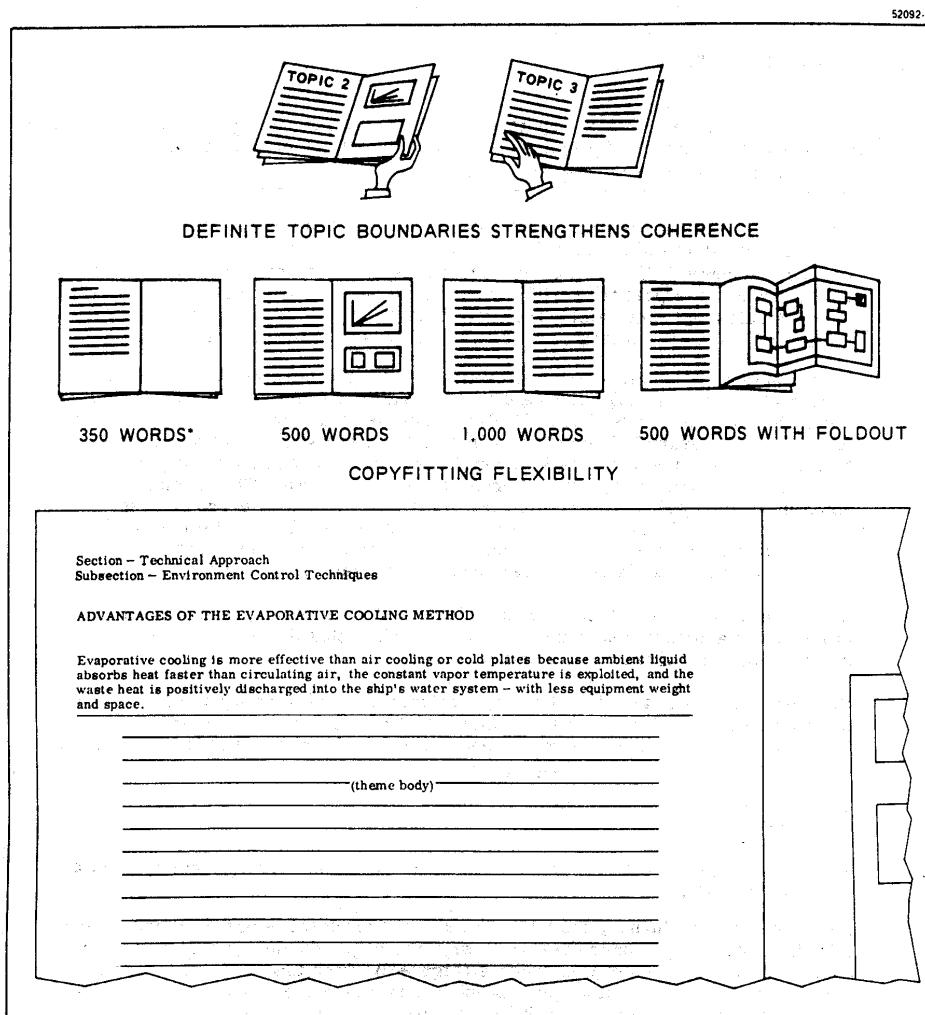 52092-
TOPIC 2
TOPIC 3
DEFINITE TOPIC BOUNDARIES STRENGTHENS COHERENCE
350 WORDS*
500 WORDS
1,000 WORDS
500 WORDS WITH FOLDOUT
COPYFITTING FLEXIBILITY
Section – Technical Approach
Subsection – Environment Control Techniques
ADVANTAGES OF THE EVAPORATIVE COOLING METHOD
Evaporative cooling is more effective than air cooling or cold plates because ambient liquid
absorbs heat faster than circulating air, the constant vapor temperature is exploited, and the
waste heat is positively discharged into the ship's water system – with less equipment weight
and space.
(theme body)